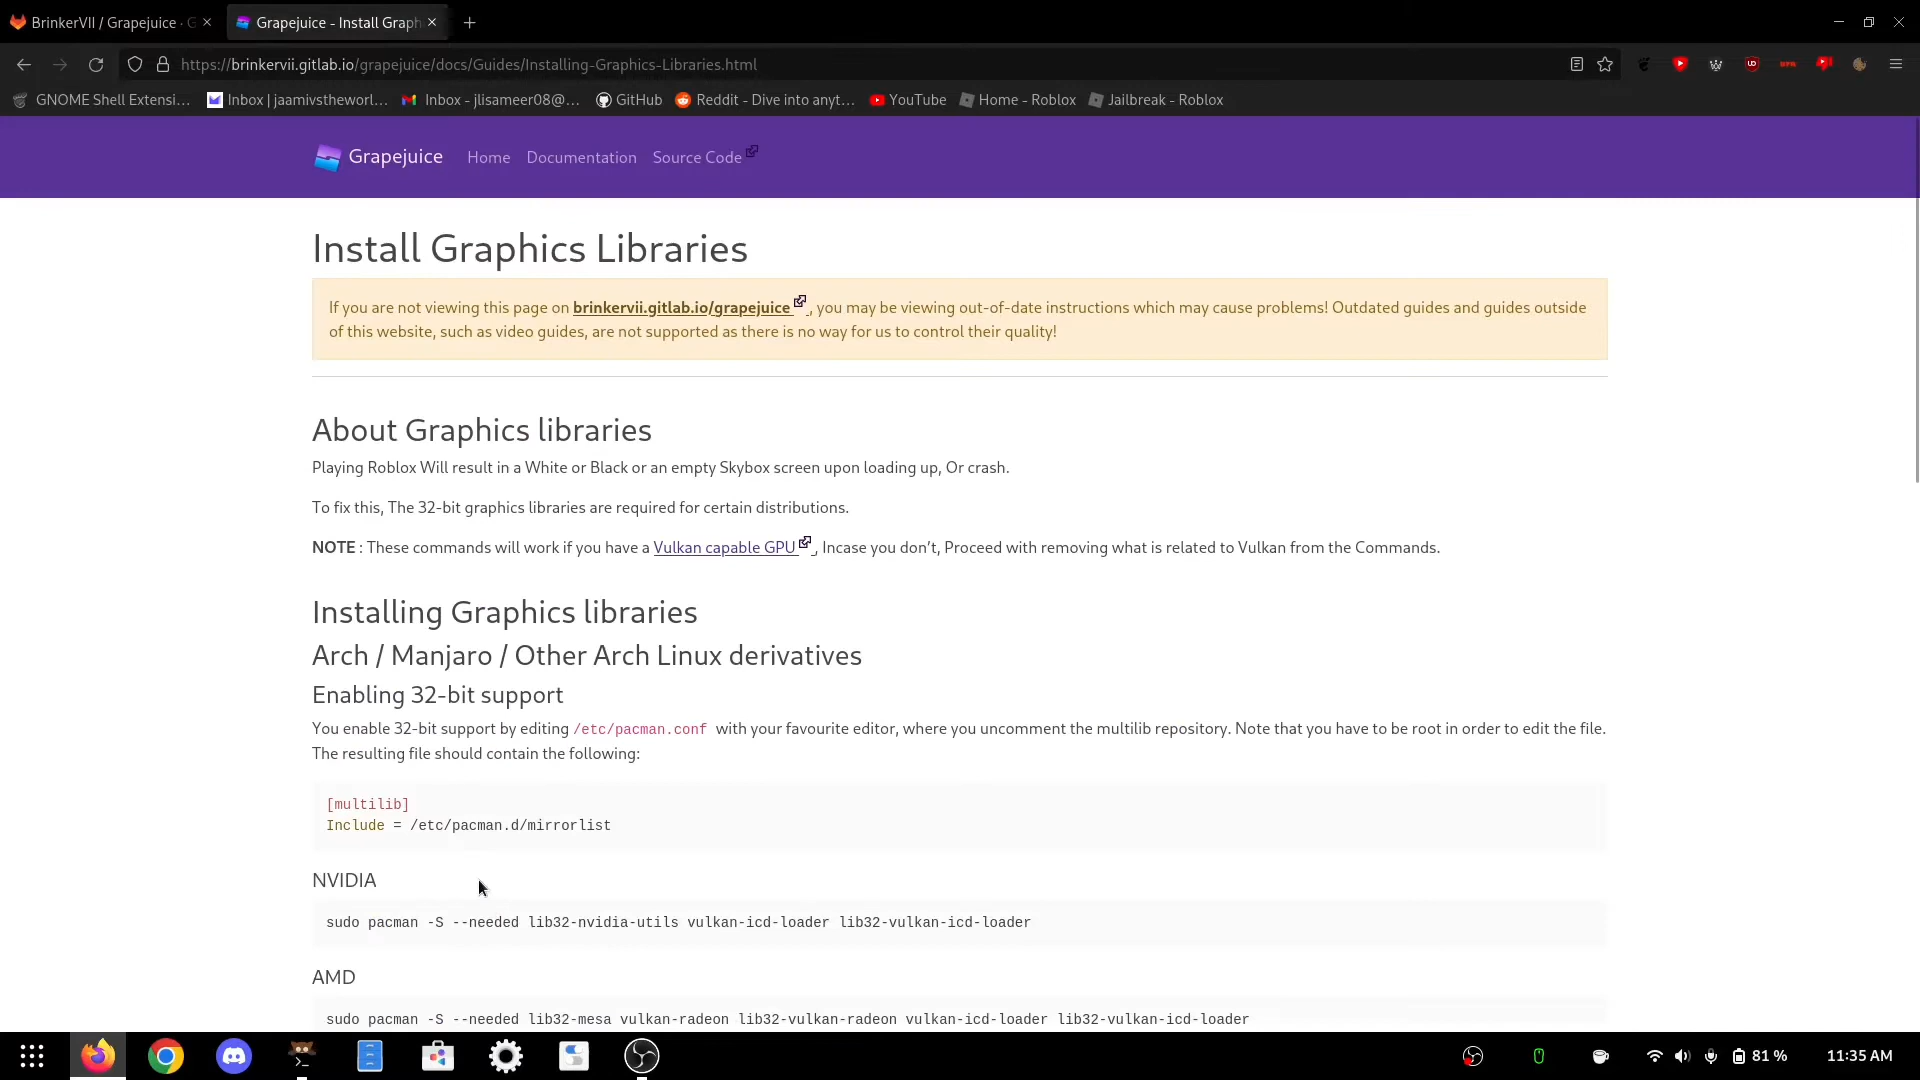 BrinkerVII / Grapejuice · G
Grapejuice - Install Graph
https://brinkervii.gitlab.io/grapejuice/docs/Guides/Installing-Graphics-Libraries.html
GNOME Shell Extensi...
Inbox | jaamivstheworl...
Inbox - jlisameer08@...
GitHub
Reddit - Dive into anyt...
YouTube
Home - Roblox
Jailbreak - Roblox
Grapejuice
Home
Documentation
Source Code
Install Graphics Libraries
If you are not viewing this page on brinkervii.gitlab.io/grapejuice , you may be viewing out-of-date instructions which may cause problems! Outdated guides and guides outside
of this website, such as video guides, are not supported as there is no way for us to control their quality!
About Graphics libraries
Playing Roblox Will result in a White or Black or an empty Skybox screen upon loading up, Or crash.
To fix this, The 32-bit graphics libraries are required for certain distributions.
NOTE : These commands will work if you have a Vulkan capable GPU , Incase you don't, Proceed with removing what is related to Vulkan from the Commands.
Installing Graphics libraries
Arch / Manjaro / Other Arch Linux derivatives
Enabling 32-bit support
You enable 32-bit support by editing /etc/pacman.conf with your favourite editor, where you uncomment the multilib repository. Note that you have to be root in order to edit the file.
The resulting file should contain the following:
[multilib]
Include = /etc/pacman.d/mirrorlist
NVIDIA
sudo pacman -S --needed lib32-nvidia-utils vulkan-icd-loader lib32-vulkan-icd-loader
AMD
sudo pacman -S --needed lib32-mesa vulkan-radeon lib32-vulkan-radeon vulkan-icd-loader lib32-vulkan-icd-loader
81 %
11:35 AM